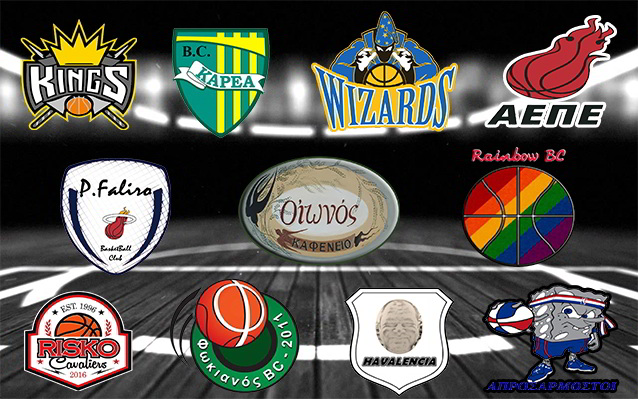 KINGS
B.C.
ΚΑΡΕΑ
WIZARDS
ΑΕΠΕ
P.Faliro
BasketBall
Club
Οἰωνός
ΚΑΦΕΝΕΙΟ
Rainbow BC
EST. 1996
RISKO
Cavaliers
2016
Φωκιανός BC - 2011
HAVALENCIA
ΑΠΡΟΣΑΡΜΟΣΤΟΙ